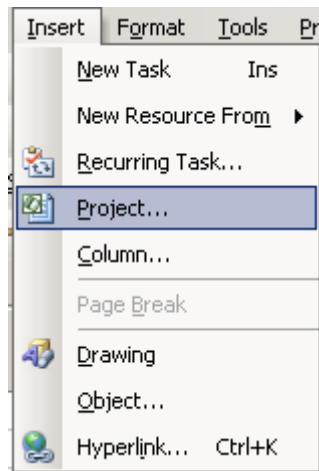 Insert Format Tools Pr
New Task Ins
New Resource From
Recurring Task...
Project...
Column...
Page Break
Drawing
Object...
Hyperlink... Ctrl+K